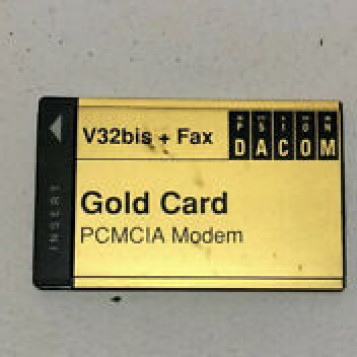 V32bis + Fax
PSION
DACOM
Gold Card
PCMCIA Modem
INSERT